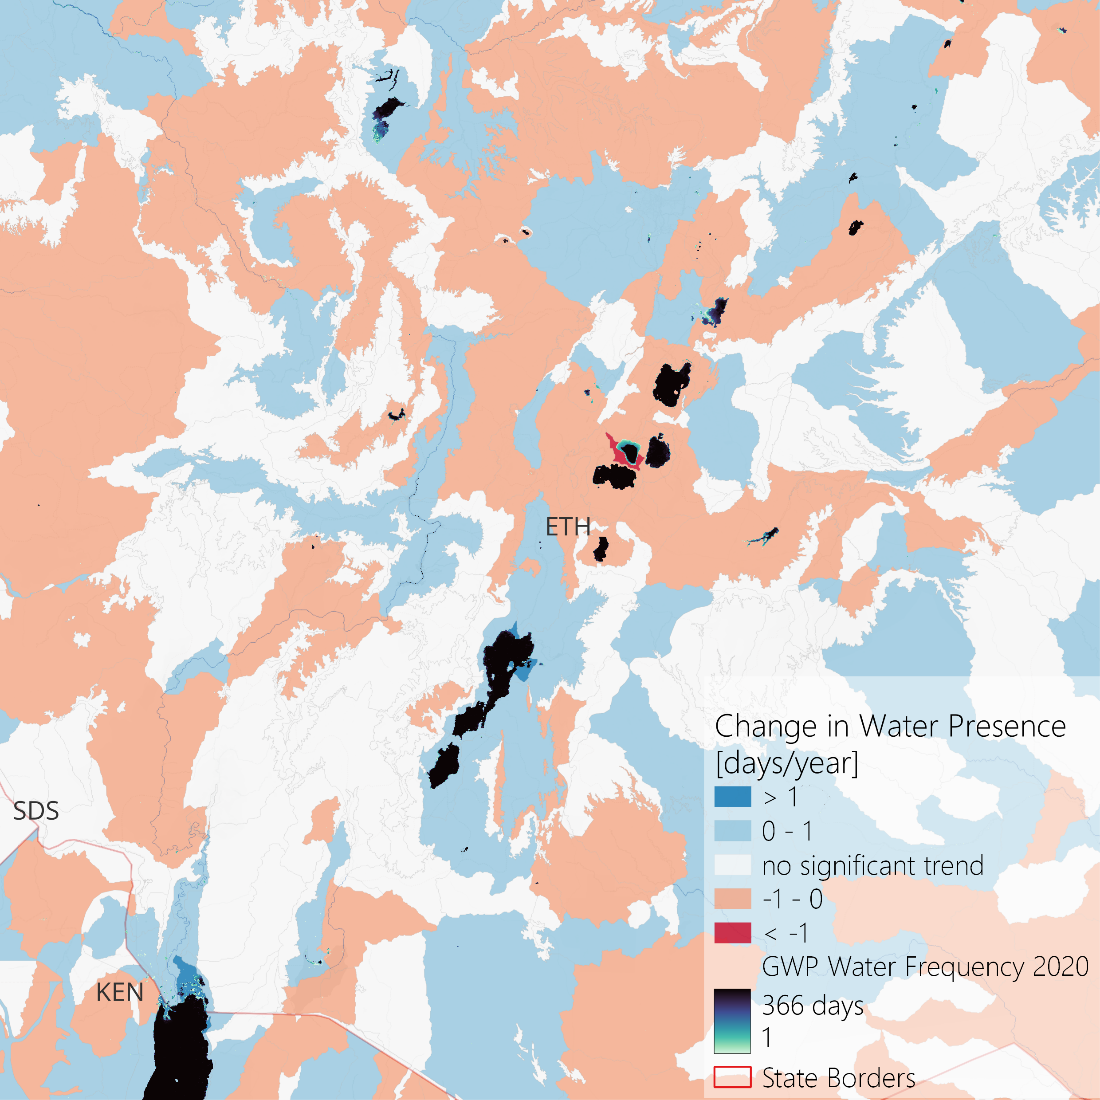 ETH
SDS
KEN
Change in Water Presence
[days/year]
> 1
0 - 1
no significant trend
-1 - 0
< -1
GWP Water Frequency 2020
366 days
1
State Borders